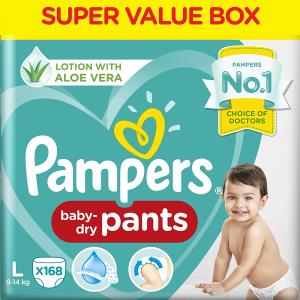 SUPER VALUE BOX
LOTION WITH
ALOE VERA
PAMPERS
No.1
CHOICE OF
DOCTORS
Pampers®
baby-
dry pants
L
9-14 kg
X168